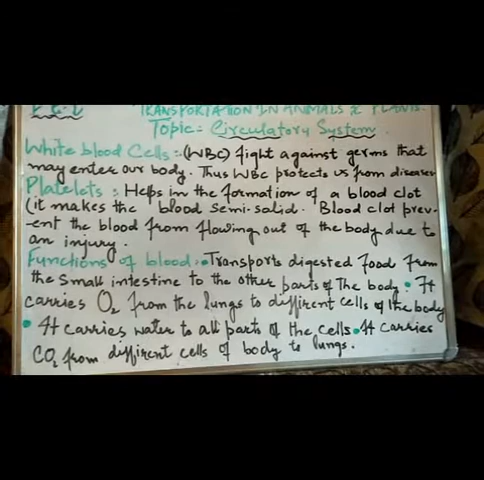 TRANSPORTATION IN ANIMALS & PLANTS
Topic:- Circulatory System
White blood Cells :- (WBC) fight against germs that
may enter our body. Thus WBC protects us from diseases
Platelets : Helps in the formation of a blood clot
(it makes the blood semi-solid. Blood clot prev-
-ent the blood from flowing out of the body due to
an injury.
Functions of blood :- • Transports digested food from
the small intestine to the other parts of The body • It
carries O2 from the lungs to diffirent cells of the body
• It carries water to all parts of the cells • It carries
CO2 from diffirent cells of body to lungs.